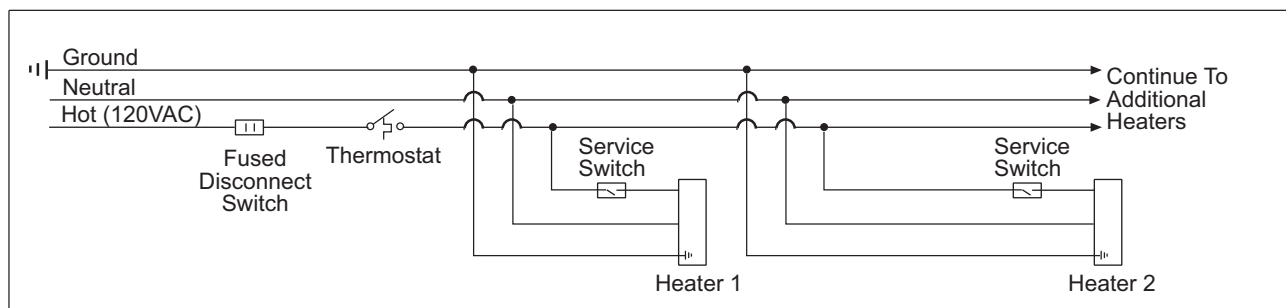 Ground
Neutral
Hot (120VAC)
Fused
Disconnect
Switch
Thermostat
Service
Switch
Heater 1
Service
Switch
Heater 2
Continue To
Additional
Heaters